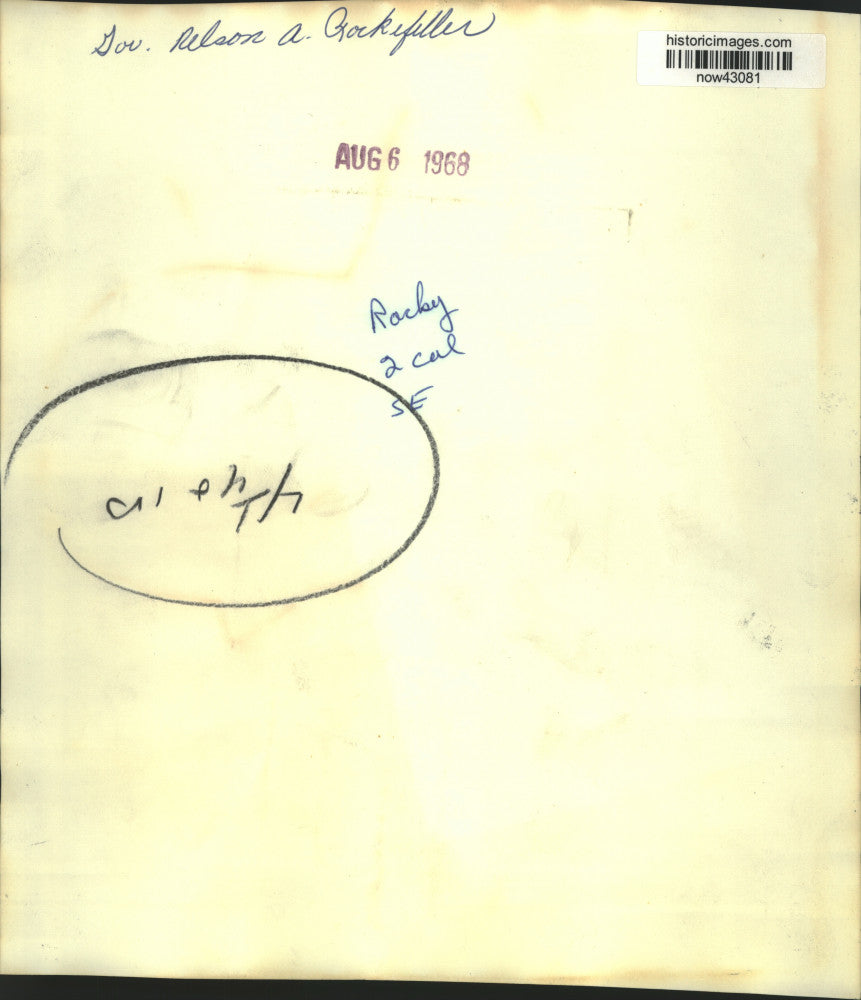 Gov. Nelson A. Rockefeller
historicimages.com
now43081
AUG 6 1968
Rocky
2 col
SE